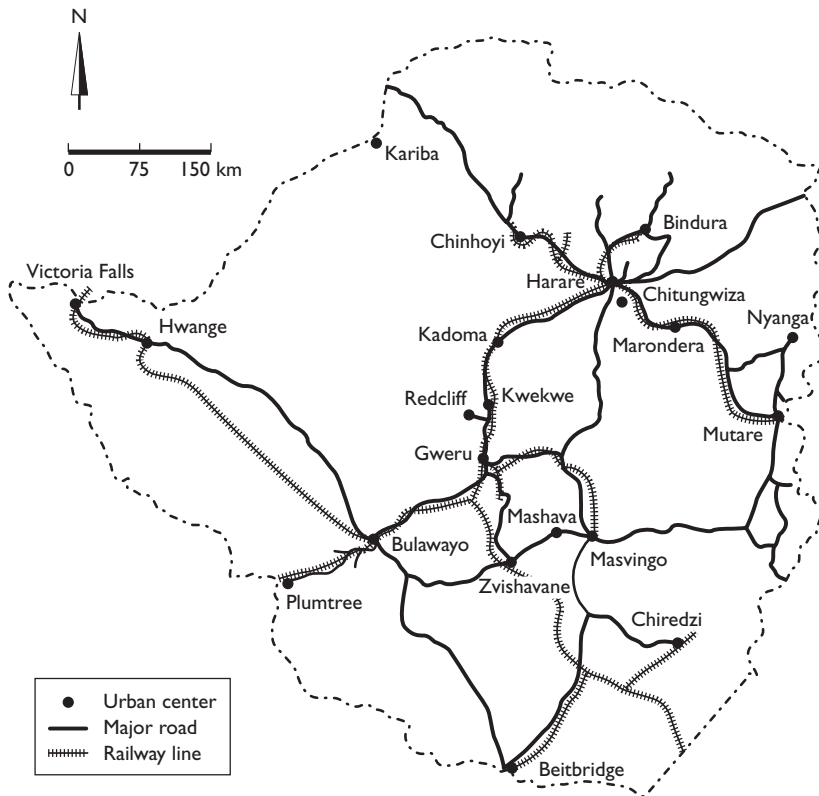 N
0 75 150 km
Kariba
Chinhoyi
Bindura
Harare
Chitungwiza
Victoria Falls
Hwange
Kadoma
Marondera
Nyanga
Redcliff
Kwekwe
Mutare
Gweru
Mashava
Bulawayo
Masvingo
Zvishavane
Plumtree
Chiredzi
Urban center
Major road
Railway line
Beitbridge